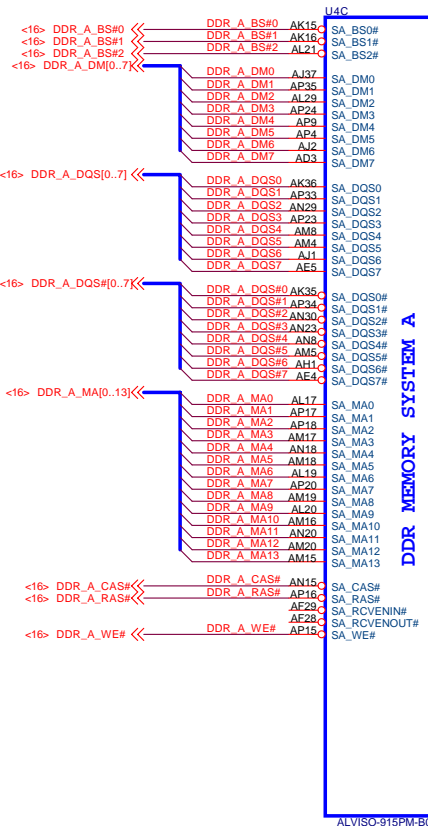 U4C
<16> DDR_A_BS#0 DDR_A_BS#0 AK15 SA_BS0#
<16> DDR_A_BS#1 DDR_A_BS#1 AK16 SA_BS1#
<16> DDR_A_BS#2 DDR_A_BS#2 AL21 SA_BS2#
<16> DDR_A_DM[0..7]
DDR_A_DM0 AJ37 SA_DM0
DDR_A_DM1 AP35 SA_DM1
DDR_A_DM2 AL29 SA_DM2
DDR_A_DM3 AP24 SA_DM3
DDR_A_DM4 AP9 SA_DM4
DDR_A_DM5 AP4 SA_DM5
DDR_A_DM6 AJ2 SA_DM6
DDR_A_DM7 AD3 SA_DM7
<16> DDR_A_DQS[0..7]
DDR_A_DQS0 AK36 SA_DQS0
DDR_A_DQS1 AP33 SA_DQS1
DDR_A_DQS2 AN29 SA_DQS2
DDR_A_DQS3 AP23 SA_DQS3
DDR_A_DQS4 AM8 SA_DQS4
DDR_A_DQS5 AM4 SA_DQS5
DDR_A_DQS6 AJ1 SA_DQS6
DDR_A_DQS7 AE5 SA_DQS7
<16> DDR_A_DQS#[0..7]
DDR_A_DQS#0 AK35 SA_DQS0#
DDR_A_DQS#1 AP34 SA_DQS1#
DDR_A_DQS#2 AN30 SA_DQS2#
DDR_A_DQS#3 AN23 SA_DQS3#
DDR_A_DQS#4 AN8 SA_DQS4#
DDR_A_DQS#5 AM5 SA_DQS5#
DDR_A_DQS#6 AH1 SA_DQS6#
DDR_A_DQS#7 AE4 SA_DQS7#
<16> DDR_A_MA[0..13]
DDR_A_MA0 AL17 SA_MA0
DDR_A_MA1 AP17 SA_MA1
DDR_A_MA2 AP18 SA_MA2
DDR_A_MA3 AM17 SA_MA3
DDR_A_MA4 AN18 SA_MA4
DDR_A_MA5 AM18 SA_MA5
DDR_A_MA6 AL19 SA_MA6
DDR_A_MA7 AP20 SA_MA7
DDR_A_MA8 AM19 SA_MA8
DDR_A_MA9 AL20 SA_MA9
DDR_A_MA10 AM16 SA_MA10
DDR_A_MA11 AN20 SA_MA11
DDR_A_MA12 AM20 SA_MA12
DDR_A_MA13 AM15 SA_MA13
<16> DDR_A_CAS# DDR_A_CAS# AN15 SA_CAS#
<16> DDR_A_RAS# DDR_A_RAS# AP16 SA_RAS#
AF29 SA_RCVENIN#
AF28 SA_RCVENOUT#
<16> DDR_A_WE# DDR_A_WE# AP15 SA_WE#
DDR MEMORY SYSTEM A
ALVISO-915PM-B0